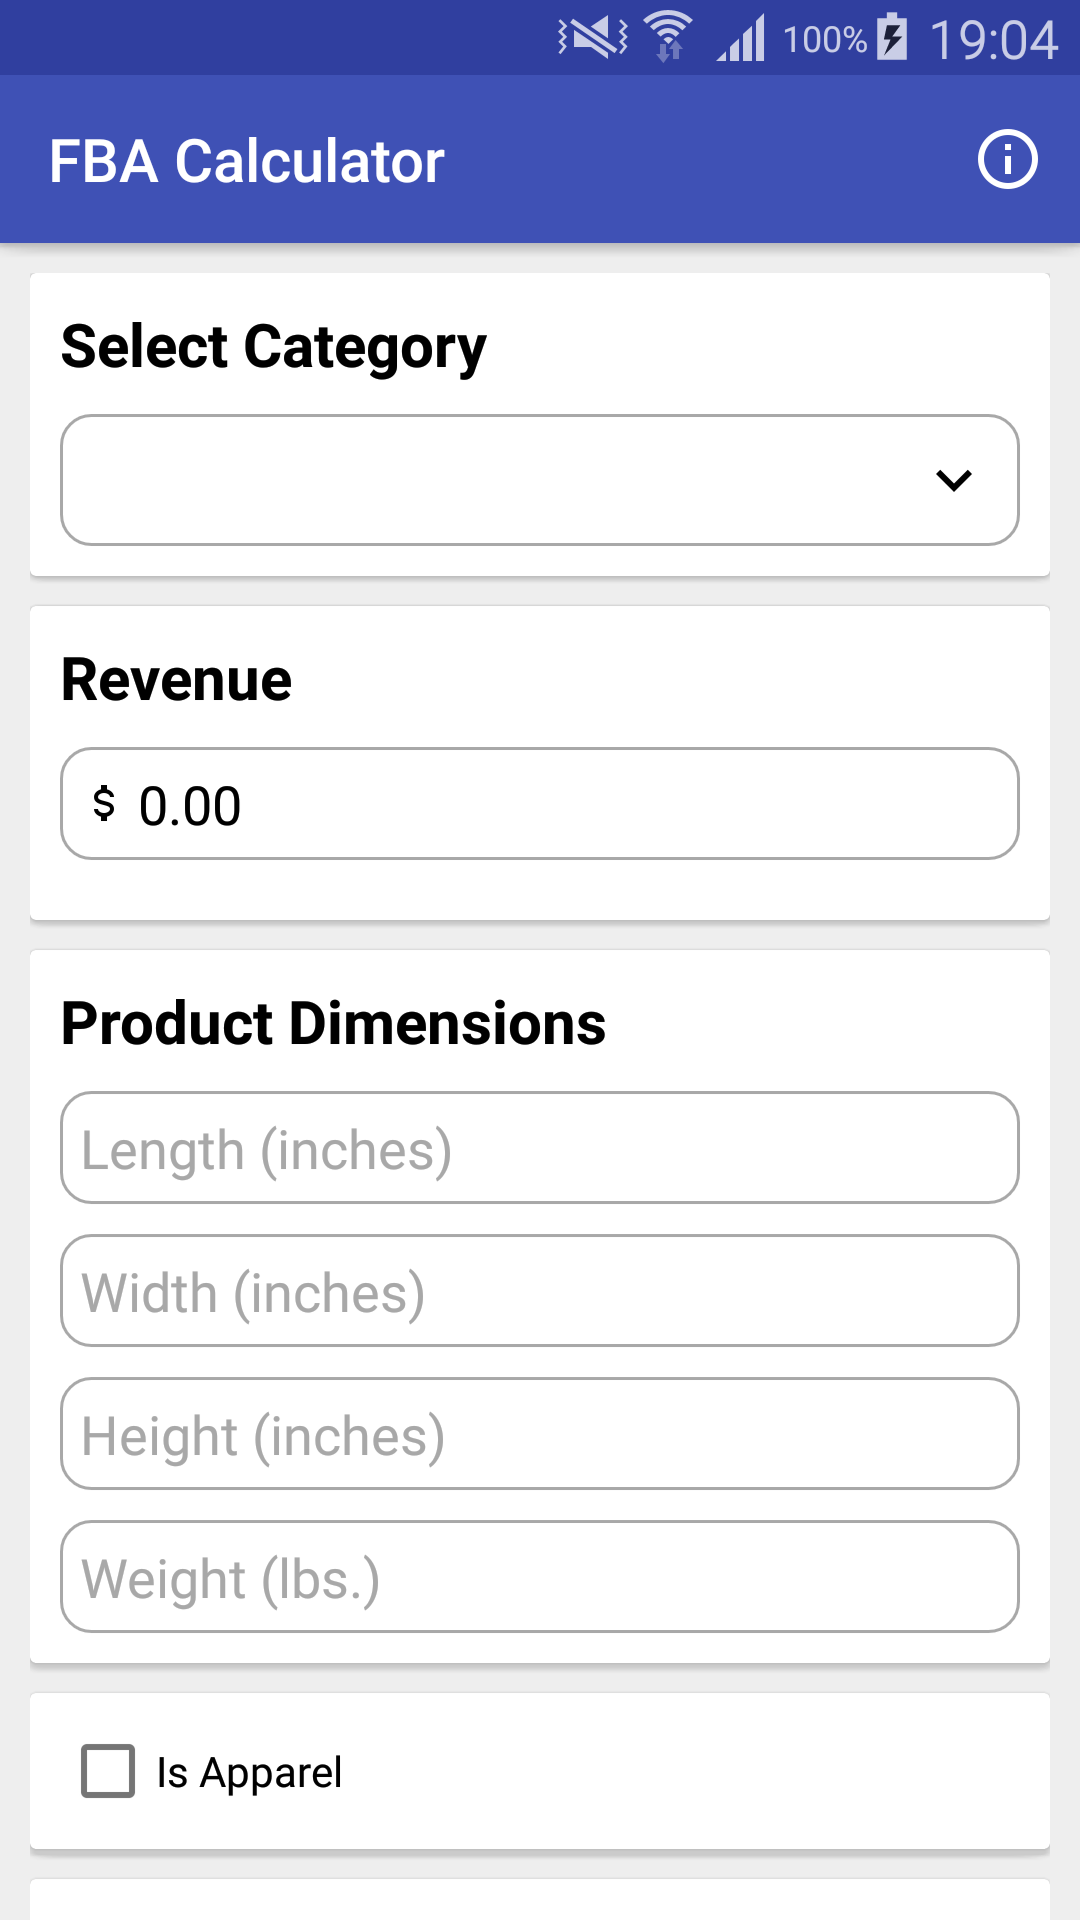 100% 19:04
FBA Calculator
Select Category
Revenue
$ 0.00
Product Dimensions
Length (inches)
Width (inches)
Height (inches)
Weight (lbs.)
Is Apparel